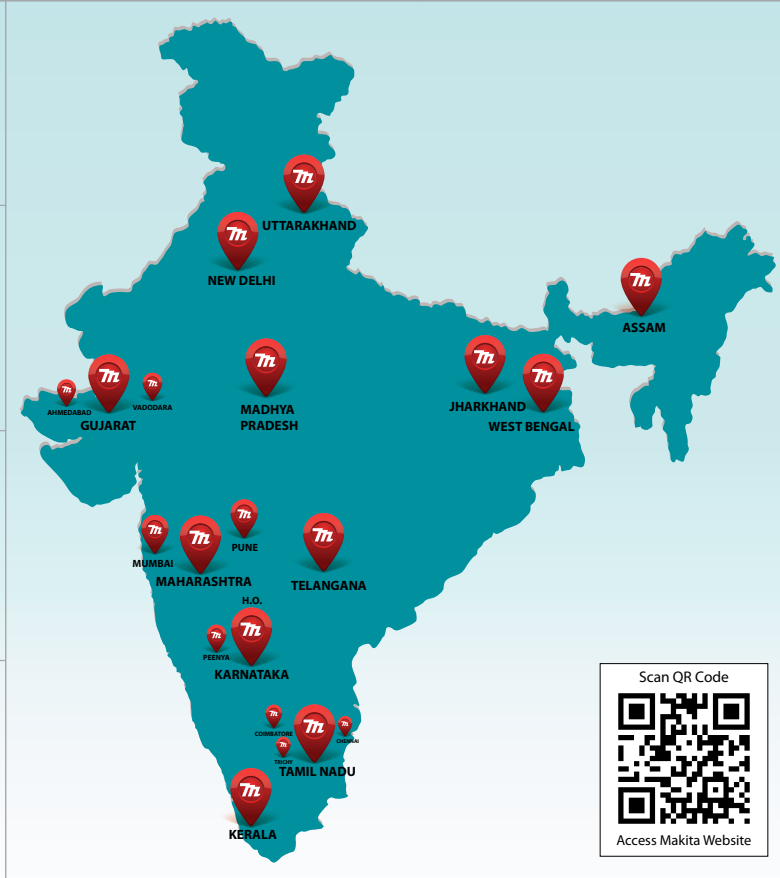 UTTARAKHAND
NEW DELHI
ASSAM
AHMEDABAD
VADODARA
GUJARAT
MADHYA
PRADESH
JHARKHAND
WEST BENGAL
MUMBAI
PUNE
MAHARASHTRA
TELANGANA
H.O.
PEENYA
KARNATAKA
COIMBATORE
CHENNAI
TRICHY
TAMIL NADU
KERALA
Scan QR Code
Access Makita Website